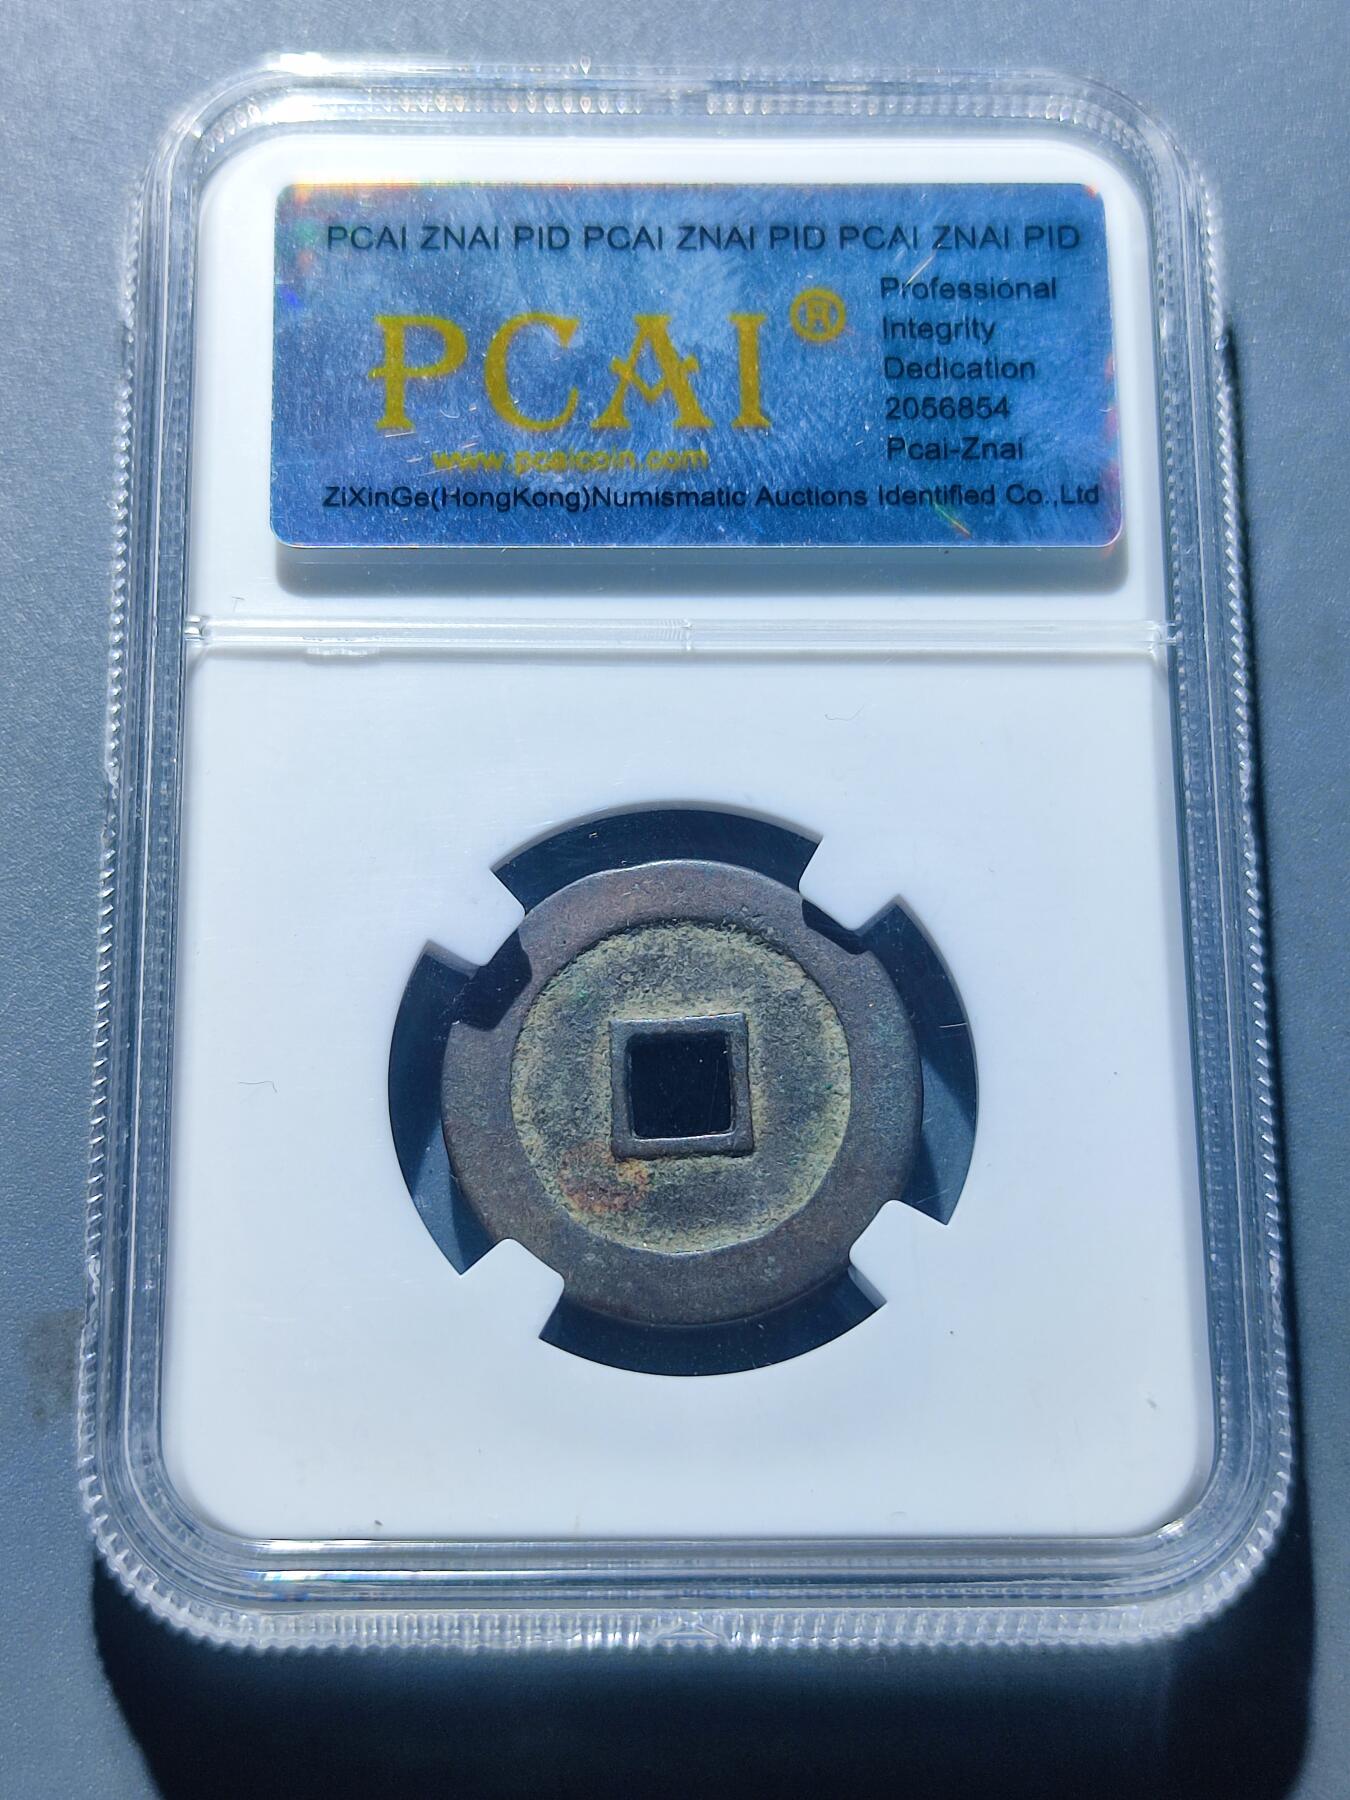 PCAI ZNAI PID PCAI ZNAI PID PCAI ZNAI PID
PCAI®
www.pcaicoin.com
Professional
Integrity
Dedication
2056854
Pcai-Znai
ZiXinGe(HongKong)Numismatic Auctions Identified Co.,Ltd